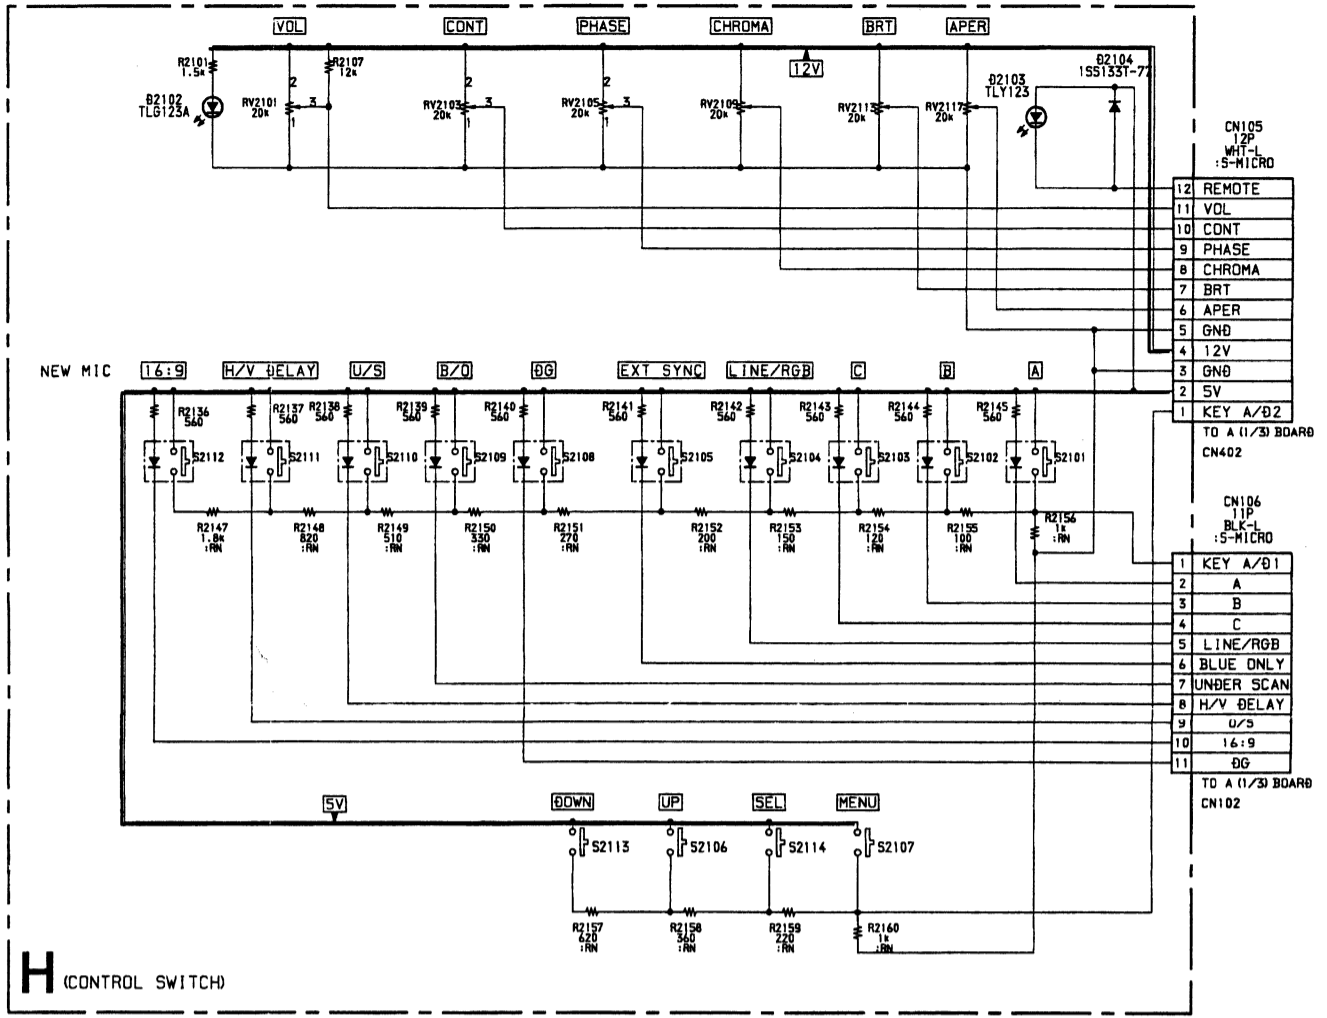 VOL
CONT
PHASE
CHROMA
BRT
APER
R2101
1.5k
R2107
12k
12V
D2104
1SS133T-77
D2103
TLY123
D2102
TLG123A
2
3
1
RV2101
20k
2
3
1
RV2103
20k
2
3
1
RV2105
20k
RV2109
20k
RV2113
20k
RV2117
20k
CN105
12P
WHT-L
:S-MICRO
12 REMOTE
11 VOL
10 CONT
9 PHASE
8 CHROMA
7 BRT
6 APER
5 GND
4 12V
3 GND
2 5V
1 KEY A/D2
TO A (1/3) BOARD
CN402
NEW MIC
16:9
H/V DELAY
U/S
B/O
DG
EXT SYNC
LINE/RGB
C
B
A
R2136
560
R2137
560
R2138
560
R2139
560
R2140
560
R2141
560
R2142
560
R2143
560
R2144
560
R2145
560
S2112
S2111
S2110
S2109
S2108
S2105
S2104
S2103
S2102
S2101
R2147
1.8k
:RN
R2148
820
:RN
R2149
510
:RN
R2150
330
:RN
R2151
270
:RN
R2152
200
:RN
R2153
150
:RN
R2154
120
:RN
R2155
100
:RN
R2156
1k
:RN
CN106
11P
BLK-L
:S-MICRO
1 KEY A/D1
2 A
3 B
4 C
5 LINE/RGB
6 BLUE ONLY
7 UNDER SCAN
8 H/V DELAY
9
10 16:9
11 DG
TO A (1/3) BOARD
CN102
5V
DOWN
UP
SEL
MENU
S2113
S2106
S2114
S2107
R2157
620
:RN
R2158
360
:RN
R2159
220
:RN
R2160
1k
:RN
H (CONTROL SWITCH)